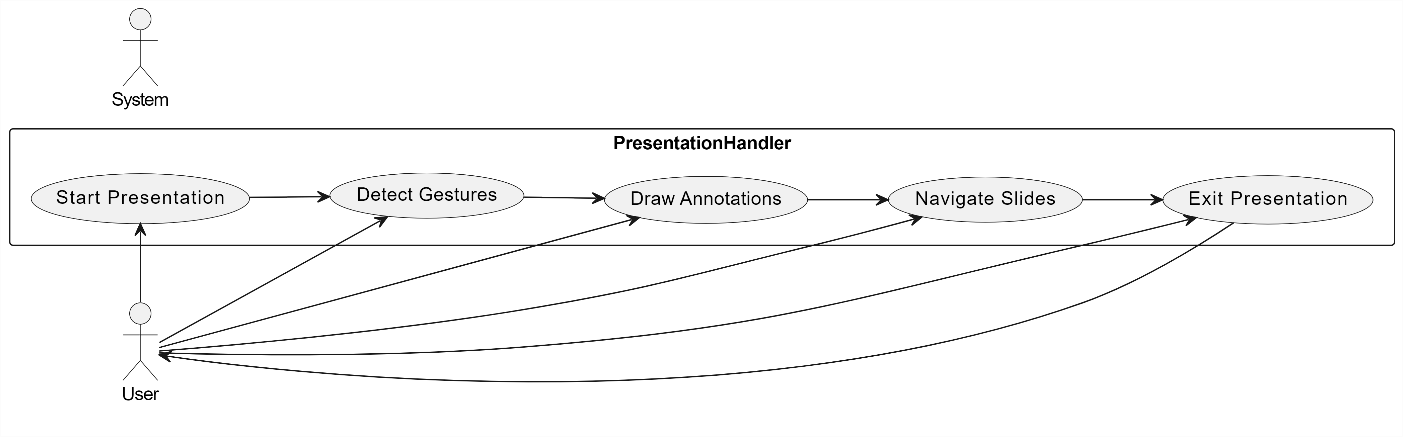 System
PresentationHandler
Start Presentation
Detect Gestures
Draw Annotations
Navigate Slides
Exit Presentation
User